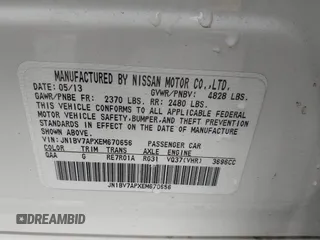 MANUFACTURED BY NISSAN MOTOR CO.,LTD.
DATE 05/13 GVWR/PNBV: 4828 LBS.
GAWR/PNBE FR: 2370 LBS. RR: 2480 LBS.
THIS VEHICLE CONFORMS TO ALL APPLICABLE
FEDERAL MOTOR VEHICLE SAFETY, BUMPER, AND THEFT
PREVENTION STANDARDS IN EFFECT ON THE DATE
OF MANUFACTURE SHOWN ABOVE.
JN1BV7APXEM670656 PASSENGER CAR
COLOR TRIM TRANS AXLE ENGINE
QAA G RE7R01A RG31 VQ37(VHR) 3696CC
JN1BV7APXEM670656
AUTOBIDMASTER